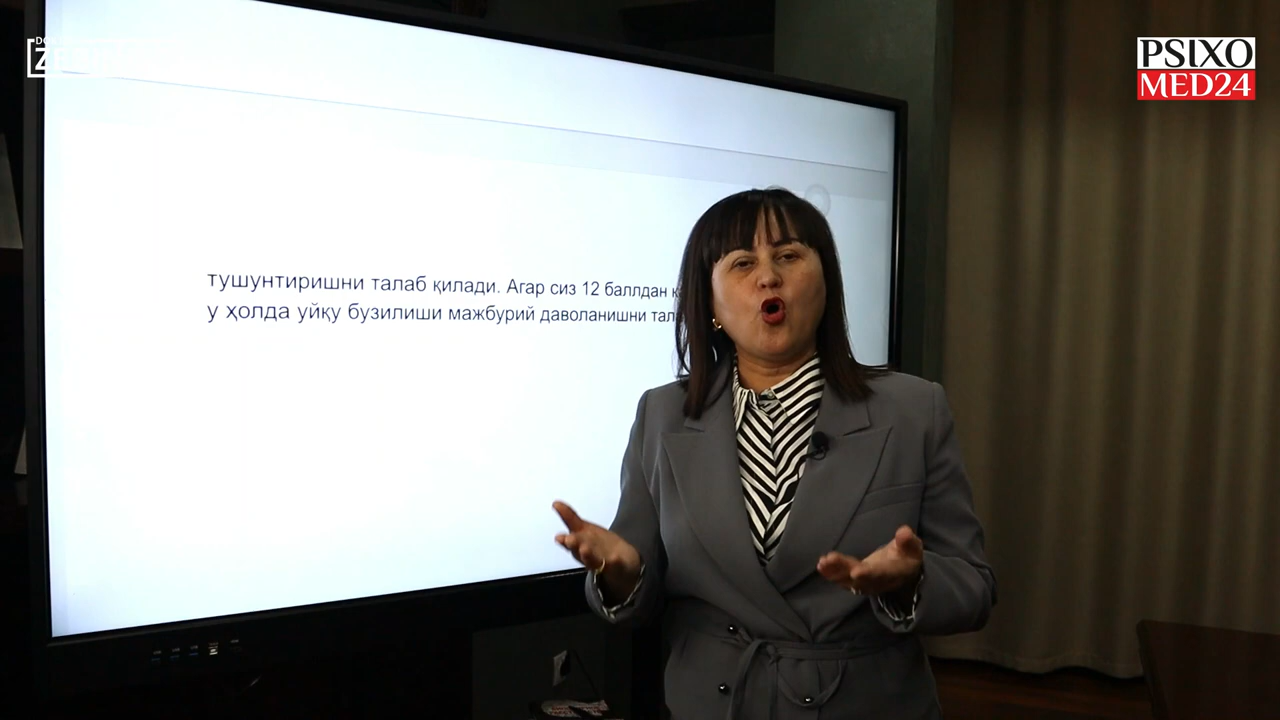 PSIXO
MED24
тушунтиришни талаб қилади. Агар сиз 12 баллдан
у ҳолда уйқу бузилиши мажбурий даволанишни